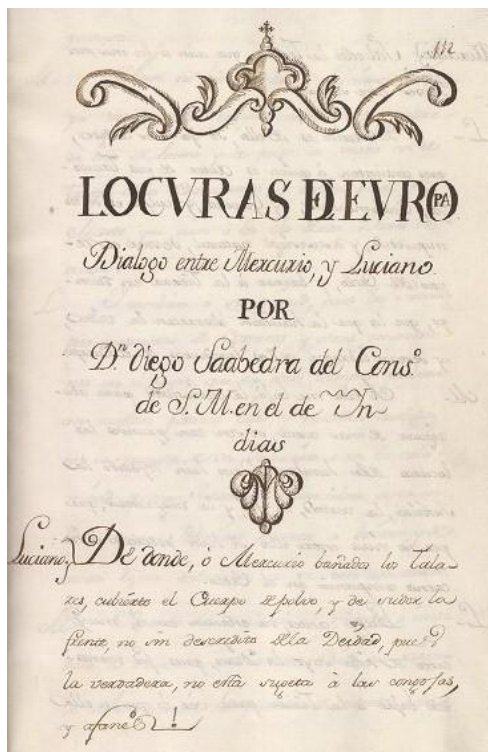 112
LOCVRAS DE EVROPA
Dialogo entre Mercurio, y Luciano
POR
Dn. Diego Saabedra del Conso.
de S. M. en el de Yn
dias
Luciano} De donde, ò Mercurio bañados los Tala-
res, cubierto el Cuerpo de polvo, y de sudor la
frente, no sin descredito de la Deidad, pues
la verdadera, no està sugeta à las congojas,
y afanes!